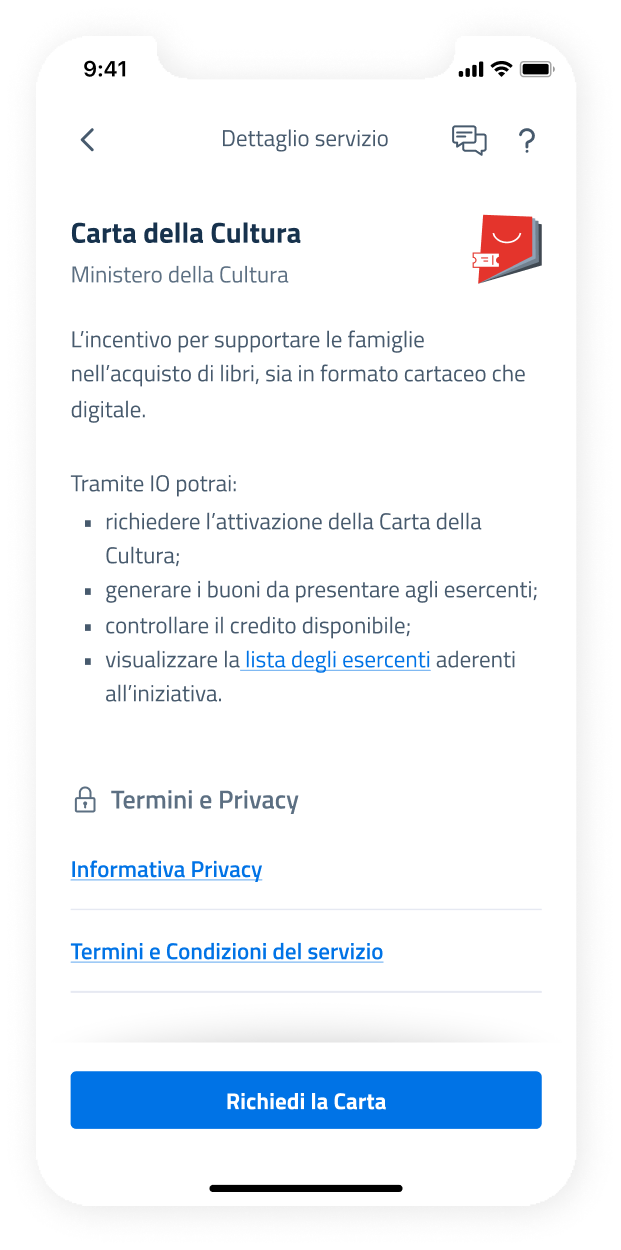 9:41
Dettaglio servizio
?
Carta della Cultura
Ministero della Cultura
L’incentivo per supportare le famiglie
nell’acquisto di libri, sia in formato cartaceo che
digitale.
Tramite IO potrai:
▪ richiedere l’attivazione della Carta della
Cultura;
▪ generare i buoni da presentare agli esercenti;
▪ controllare il credito disponibile;
▪ visualizzare la lista degli esercenti aderenti
all’iniziativa.
Termini e Privacy
Informativa Privacy
Termini e Condizioni del servizio
Richiedi la Carta